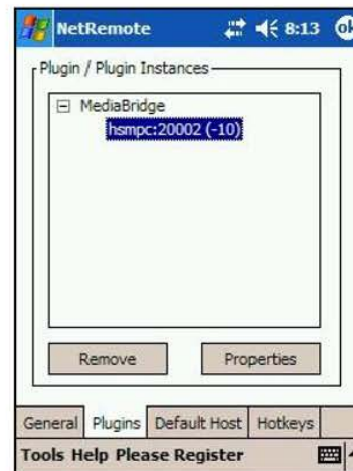 NetRemote 8:13 ok
Plugin / Plugin Instances
MediaBridge
hsmpc:20002 (-10)
Remove Properties
General Plugins Default Host Hotkeys
Tools Help Please Register